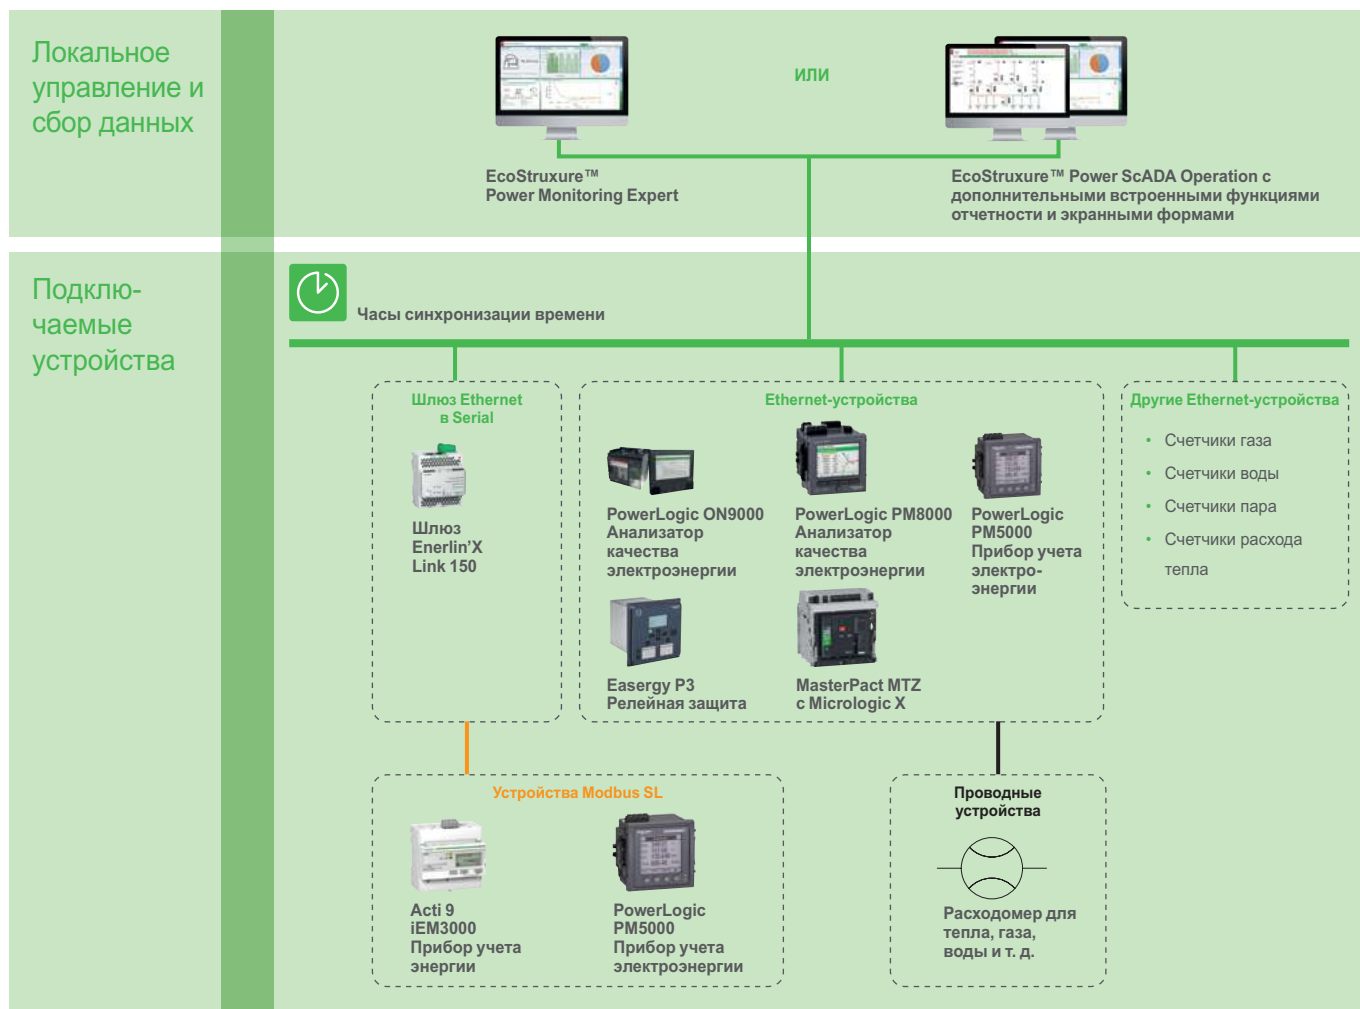 Локальное
управление и
сбор данных
ИЛИ
EcoStruxure™
Power Monitoring Expert
EcoStruxure™ Power ScADA Operation с
дополнительными встроенными функциями
отчетности и экранными формами
Подклю-
чаемые
устройства
Часы синхронизации времени
Шлюз Ethernet
в Serial
Шлюз
Enerlin’X
Link 150
Ethernet-устройства
PowerLogic ON9000
Анализатор
качества
электроэнергии
PowerLogic PM8000
Анализатор
качества
электроэнергии
PowerLogic
PM5000
Прибор учета
электро-
энергии
Easergy P3
Релейная защита
MasterPact MTZ
с Micrologic X
Другие Ethernet-устройства
• Счетчики газа
• Счетчики воды
• Счетчики пара
• Счетчики расхода
тепла
Устройства Modbus SL
Acti 9
iEM3000
Прибор учета
энергии
PowerLogic
PM5000
Прибор учета
электроэнергии
Проводные
устройства
Расходомер для
тепла, газа,
воды и т. д.